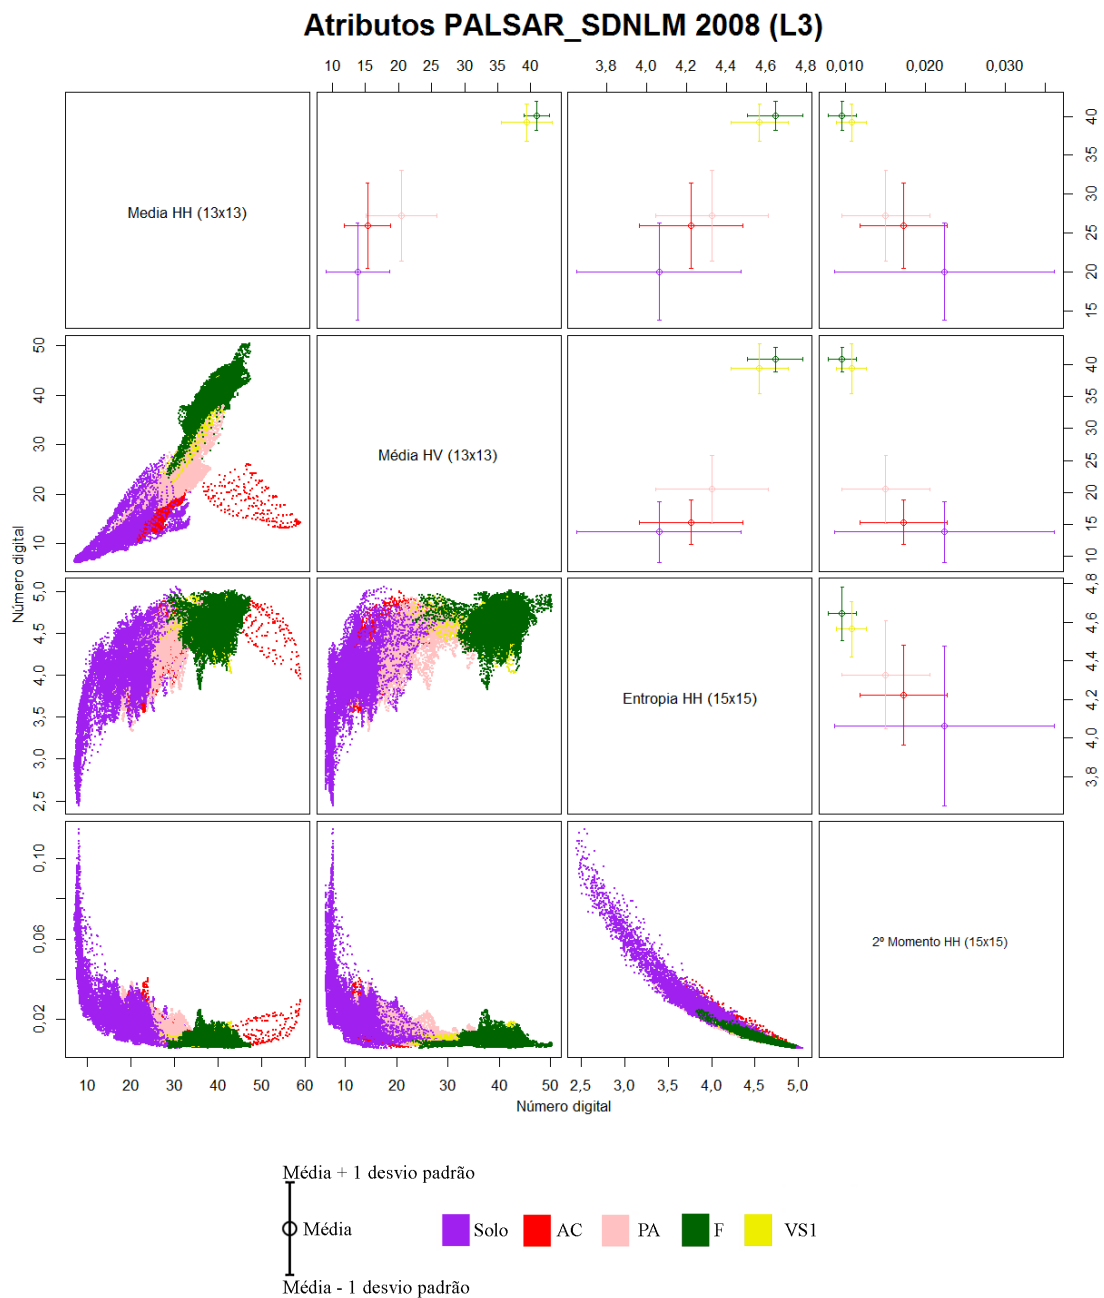 Atributos PALSAR_SDNLM 2008 (L3)
10 15 20 25 30 35 40
3,8 4,0 4,2 4,4 4,6 4,8
0,010 0,020 0,030
Media HH (13x13)
40
35
30
25
20
15
50
40
30
20
10
Número digital
Média HV (13x13)
40
35
30
25
20
15
10
5,0
4,5
4,0
3,5
3,0
2,5
Entropia HH (15x15)
4,8
4,6
4,4
4,2
4,0
3,8
0,10
0,06
0,02
2º Momento HH (15x15)
10 20 30 40 50 60
10 20 30 40 50
2,5 3,0 3,5 4,0 4,5 5,0
Número digital
Média + 1 desvio padrão
Média
Solo AC PA F VS1
Média - 1 desvio padrão